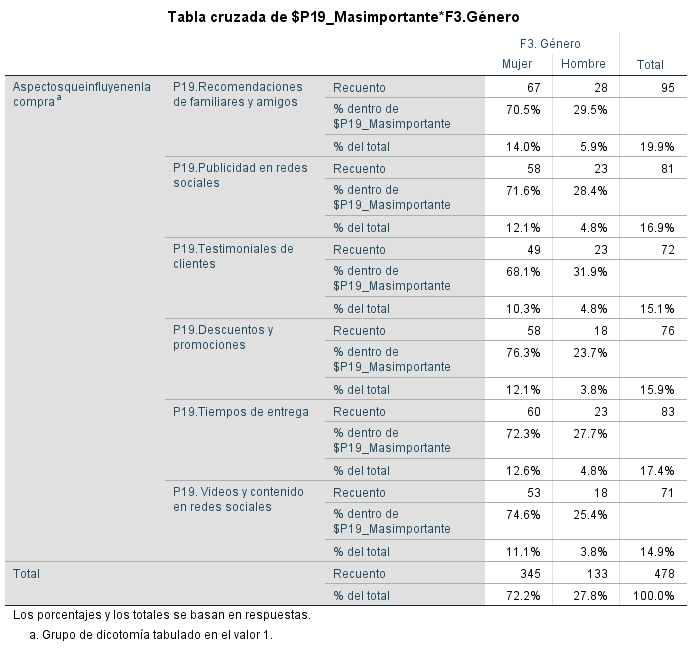 Tabla cruzada de $P19_Masimportante*F3.Género
F3. Género
Mujer Hombre Total
AspectosqueinfluyenenIa P19.Recomendaciones Recuento 67 28 95
compra a de familiares y amigos % dentro de 70.5% 29.5%
$P19_Masimportante
% del total 14.0% 5.9% 19.9%
P19.Publicidad en redes Recuento 58 23 81
sociales % dentro de 71.6% 28.4%
$P19_Masimportante
% del total 12.1% 4.8% 16.9%
P19.Testimoniales de Recuento 49 23 72
clientes % dentro de 68.1% 31.9%
$P19_Masimportante
% del total 10.3% 4.8% 15.1%
P19.Descuentos y Recuento 58 18 76
promociones % dentro de 76.3% 23.7%
$P19_Masimportante
% del total 12.1% 3.8% 15.9%
P19.Tiempos de entrega Recuento 60 23 83
% dentro de 72.3% 27.7%
$P19_Masimportante
% del total 12.6% 4.8% 17.4%
P19. Videos y contenido Recuento 53 18 71
en redes sociales % dentro de 74.6% 25.4%
$P19_Masimportante
% del total 11.1% 3.8% 14.9%
Total Recuento 345 133 478
% del total 72.2% 27.8% 100.0%
Los porcentajes y los totales se basan en respuestas.
a. Grupo de dicotomía tabulado en el valor 1.